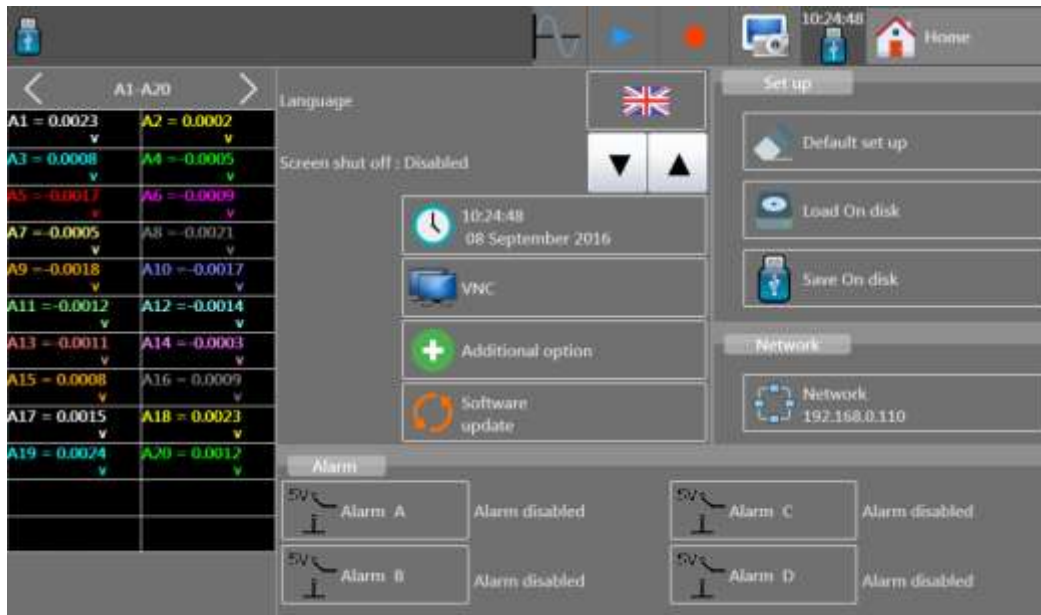 10:24:48
Home
A1-A20
A1 = 0.0023
V
A2 = 0.0002
V
A3 = 0.0008
V
A4 =-0.0005
V
A5 =-0.0017
V
A6 =-0.0009
V
A7 =-0.0005
V
A8 =-0.0021
V
A9 =-0.0018
V
A10 =-0.0017
V
A11 =-0.0012
V
A12 =-0.0014
V
A13 =-0.0011
V
A14 =-0.0003
V
A15 = 0.0008
V
A16 = 0.0009
V
A17 = 0.0015
V
A18 = 0.0023
V
A19 = 0.0024
V
A20 = 0.0012
V
Language
Screen shut off : Disabled
10:24:48
08 September 2016
VNC
Additional option
Software
update
Set up
Default set up
Load On disk
Save On disk
Network
Network
192.168.0.110
Alarm
5V
Alarm A
Alarm disabled
5V
Alarm C
Alarm disabled
5V
Alarm B
Alarm disabled
5V
Alarm D
Alarm disabled